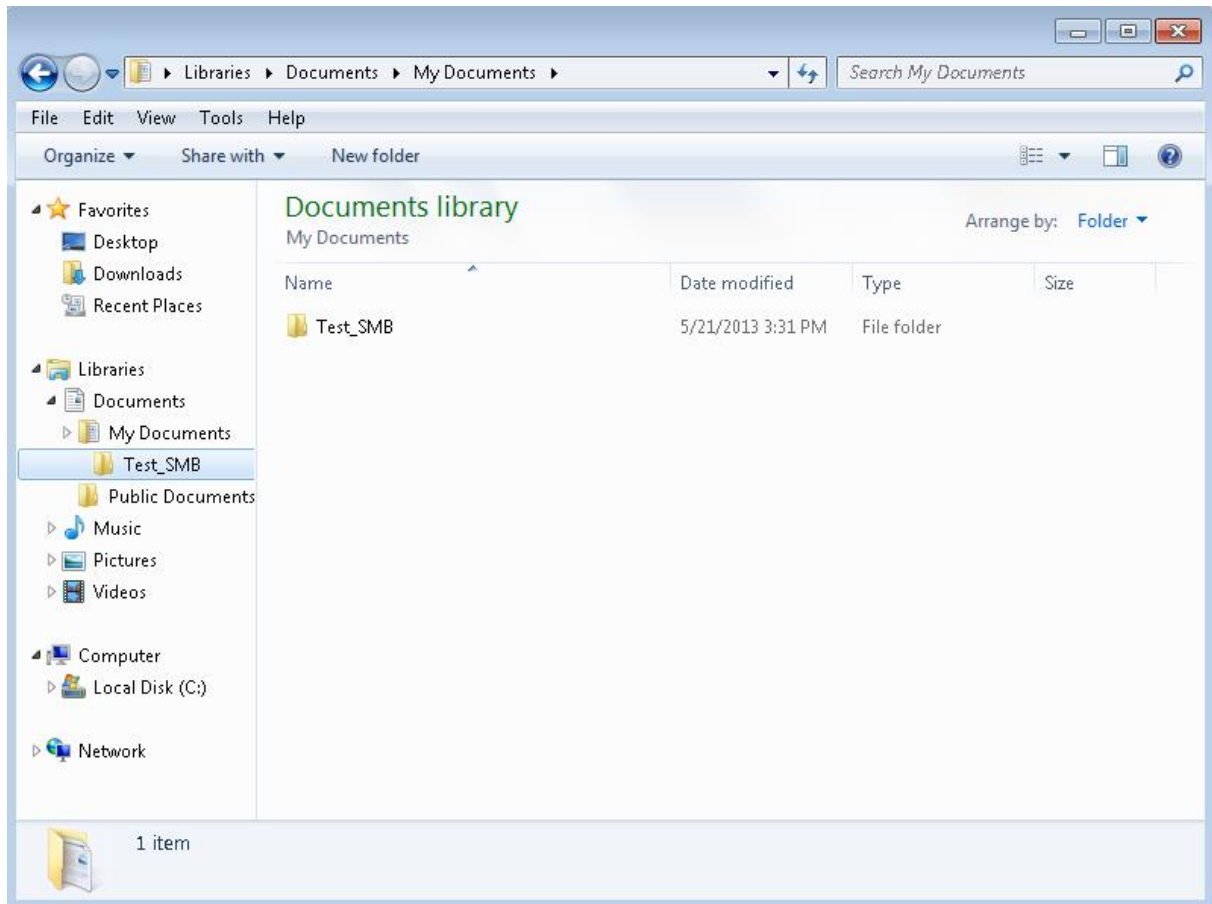 Libraries Documents My Documents Search My Documents
File Edit View Tools Help
Organize Share with New folder
Favorites
Desktop
Downloads
Recent Places
Libraries
Documents
My Documents
Test_SMB
Public Documents
Music
Pictures
Videos
Computer
Local Disk (C:)
Network
Documents library
My Documents
Arrange by: Folder
Name Date modified Type Size
Test_SMB 5/21/2013 3:31 PM File folder
1 item